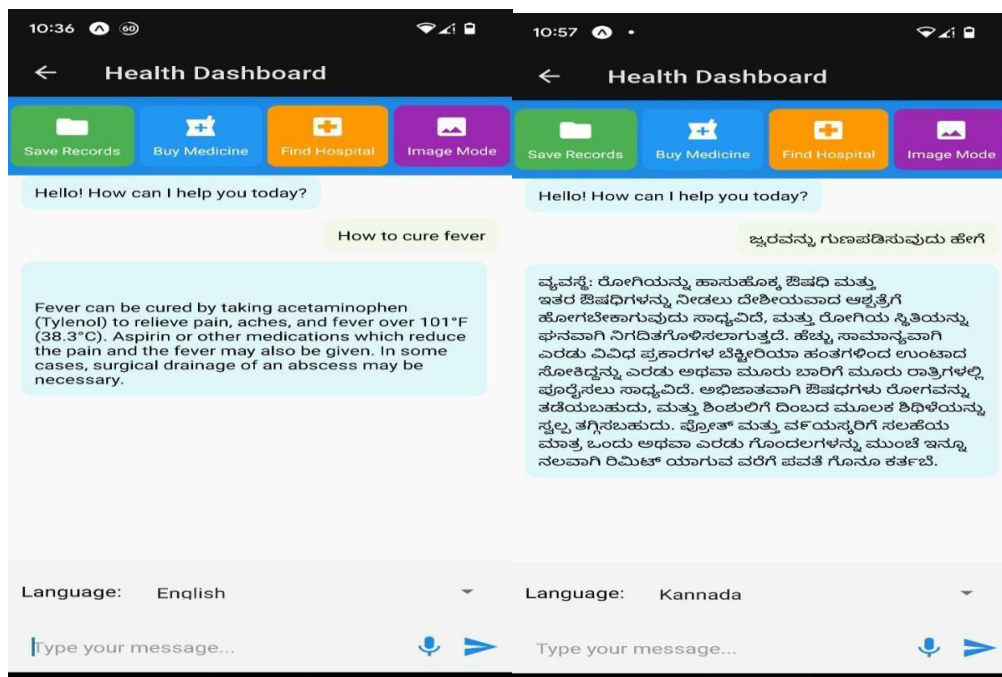 10:36 60
Health Dashboard
Save Records Buy Medicine Find Hospital Image Mode
Hello! How can I help you today?
How to cure fever
Fever can be cured by taking acetaminophen
(Tylenol) to relieve pain, aches, and fever over 101°F
(38.3°C). Aspirin or other medications which reduce
the pain and the fever may also be given. In some
cases, surgical drainage of an abscess may be
necessary.
Language: English
Type your message...
10:57
Health Dashboard
Save Records Buy Medicine Find Hospital Image Mode
Hello! How can I help you today?
ಜ್ವರವನ್ನು ಗುಣಪಡಿಸುವುದು ಹೇಗೆ
ವ್ಯವಸ್ಥೆ: ರೋಗಿಯನ್ನು ಹಾಸುಹೊಕ್ಕ ಔಷಧಿ ಮತ್ತು
ಇತರ ಔಷಧಿಗಳನ್ನು ನೀಡಲು ದೇಶೀಯವಾದ ಆಸ್ಪತ್ರೆಗೆ
ಹೋಗಬೇಕಾಗುವುದು ಸಾಧ್ಯವಿದೆ, ಮತ್ತು ರೋಗಿಯ ಸ್ಥಿತಿಯನ್ನು
ಘನವಾಗಿ ನಿಗದಿತಗೊಳಿಸಲಾಗುತ್ತದೆ. ಹೆಚ್ಚು ಸಾಮಾನ್ಯವಾಗಿ
ಎರಡು ವಿವಿಧ ಪ್ರಕಾರಗಳ ಬೆಕ್ಟೀರಿಯಾ ಹಂತಗಳಿಂದ ಉಂಟಾದ
ಸೋಕಿದ್ದನ್ನು ಎರಡು ಅಥವಾ ಮೂರು ಬಾರಿಗೆ ಮೂರು ರಾತ್ರಿಗಳಲ್ಲಿ
ಪೂರೈಸಲು ಸಾಧ್ಯವಿದೆ. ಅಭಿಜಾತವಾಗಿ ಔಷಧಗಳು ರೋಗವನ್ನು
ತಡೆಯಬಹುದು, ಮತ್ತು ಶಿಂಶುಲಿಗೆ ದಿಂಬದ ಮೂಲಕ ಶಿಥಿಳೆಯನ್ನು
ಸ್ವಲ್ಪ ತಗ್ಗಿಸಬಹುದು. ಪ್ರೋತ್ ಮತ್ತು ವರ್ಯಸ್ಕರಿಗೆ ಸಲಹೆಯ
ಮಾತ್ರ ಒಂದು ಅಥವಾ ಎರಡು ಗೊಂದಲಗಳನ್ನು ಮುಂಚೆ ಇನ್ನೂ
ನಲವಾಗಿ ರಿಮಿಟ್ ಯಾಗುವ ವರೆಗೆ ಪವತೆ ಗೊನೂ ಕರ್ತಬೆ.
Language: Kannada
Type your message...